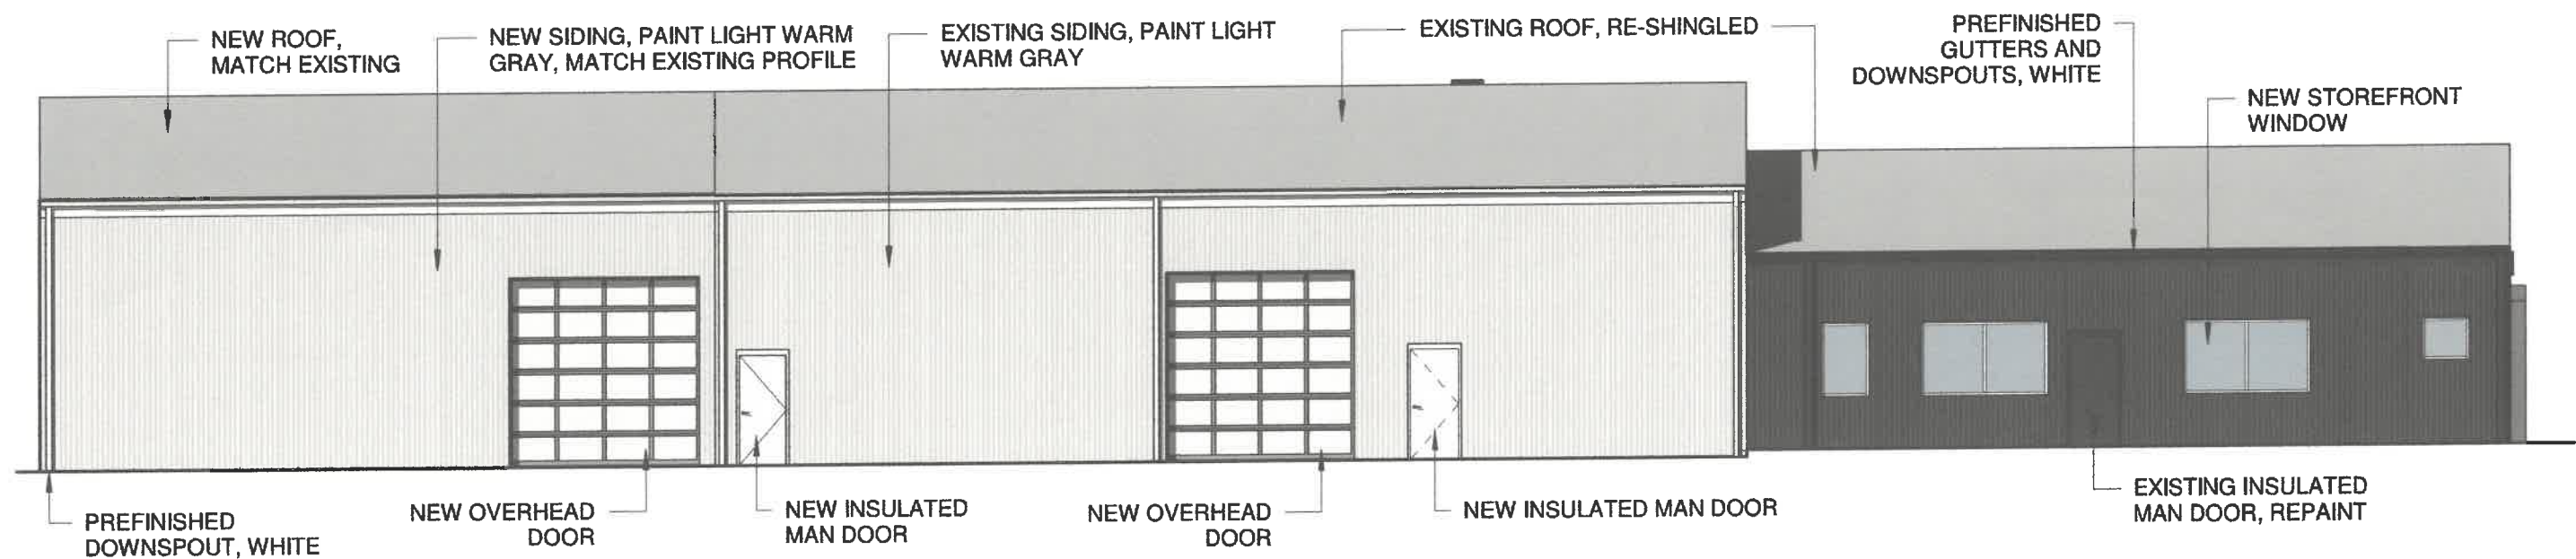 NEW ROOF,
MATCH EXISTING
NEW SIDING, PAINT LIGHT WARM
GRAY, MATCH EXISTING PROFILE
EXISTING SIDING, PAINT LIGHT
WARM GRAY
EXISTING ROOF, RE-SHINGLED
PREFINISHED
GUTTERS AND
DOWNSPOUTS, WHITE
NEW STOREFRONT
WINDOW
PREFINISHED
DOWNSPOUT, WHITE
NEW OVERHEAD
DOOR
NEW INSULATED
MAN DOOR
NEW OVERHEAD
DOOR
NEW INSULATED MAN DOOR
EXISTING INSULATED
MAN DOOR, REPAINT